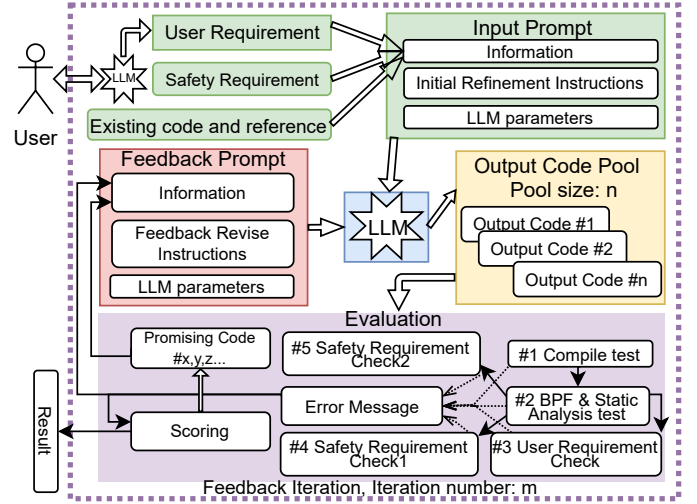 User Requirement
Input Prompt
LLM
Safety Requirement
Information
Initial Refinement Instructions
User
Existing code and reference
LLM parameters
Feedback Prompt
Information
Feedback Revise
Instructions
LLM parameters
LLM
Output Code Pool
Pool size: n
Output Code #1
Output Code #2
Output Code #n
Evaluation
Promising Code
#x,y,z...
#5 Safety Requirement
Check2
#1 Compile test
Result
Scoring
Error Message
#2 BPF & Static
Analysis test
#4 Safety Requirement
Check1
#3 User Requirement
Check
Feedback Iteration, Iteration number: m